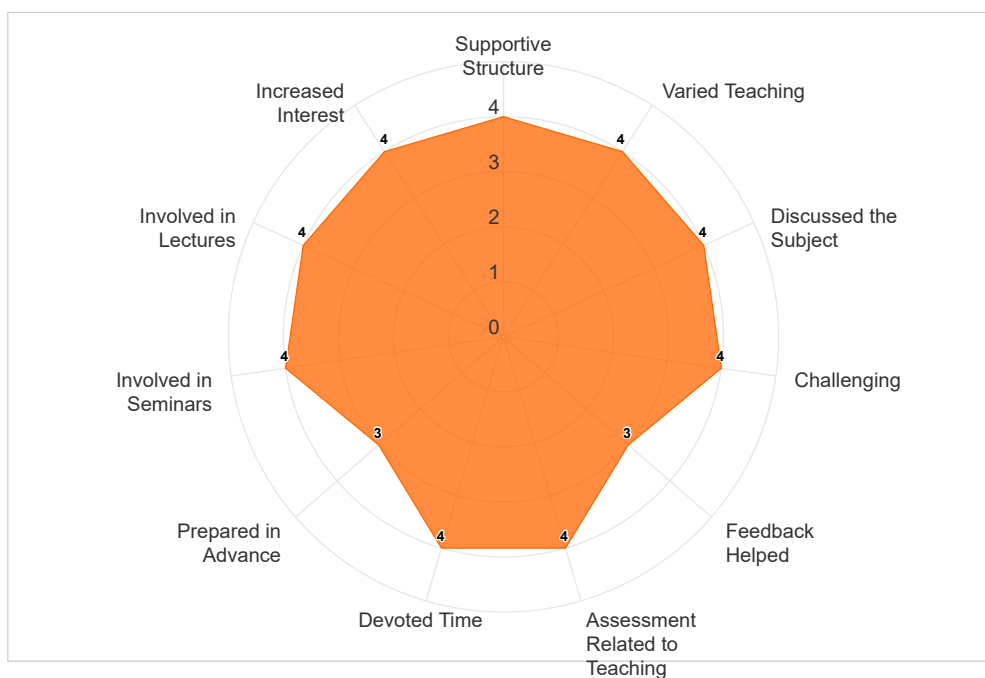 Supportive
Structure
Increased
Interest
Varied Teaching
4
4
4
3
Involved in
Lectures
Discussed the
Subject
4
4
2
1
0
Involved in
Seminars
Challenging
4
4
3
3
Prepared in
Advance
Feedback
Helped
4
4
Devoted Time
Assessment
Related to
Teaching